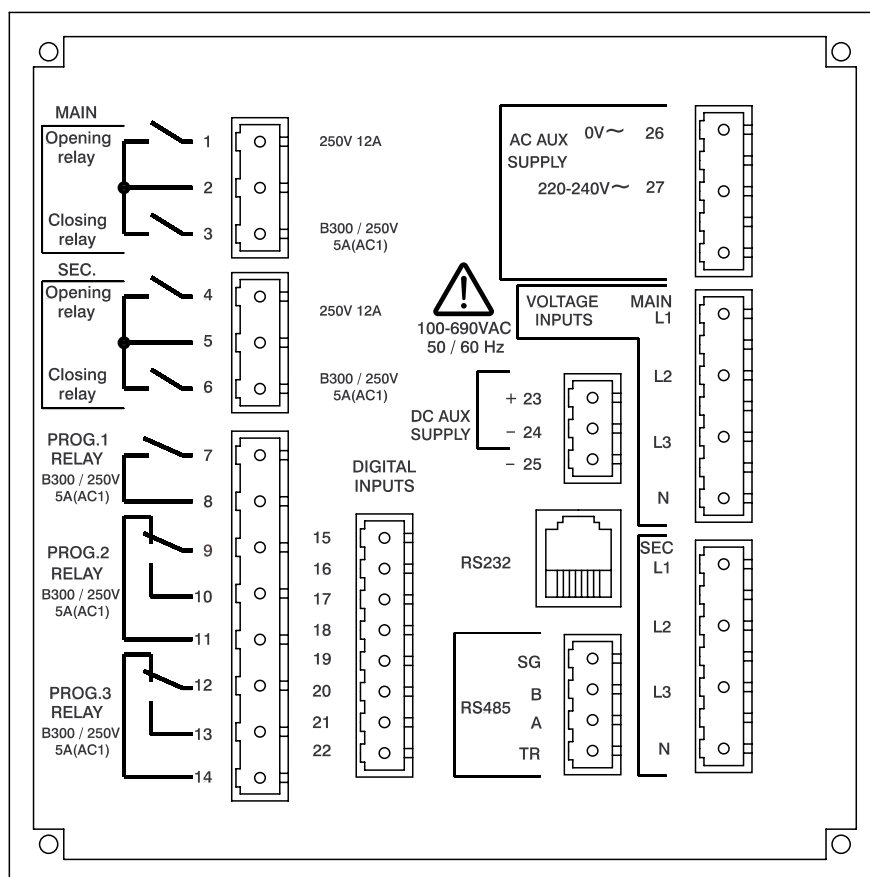 MAIN
Opening
relay
1
250V 12A
2
Closing
relay
3
B300 / 250V
5A(AC1)
SEC.
Opening
relay
4
250V 12A
5
Closing
relay
6
B300 / 250V
5A(AC1)
PROG.1
RELAY
B300 / 250V
5A(AC1)
7
8
PROG.2
RELAY
B300 / 250V
5A(AC1)
9
10
11
PROG.3
RELAY
B300 / 250V
5A(AC1)
12
13
14
DIGITAL
INPUTS
15
16
17
18
19
20
21
22
AC AUX
SUPPLY
0V~ 26
220-240V~ 27
!
100-690VAC
50 / 60 Hz
VOLTAGE
INPUTS
MAIN
L1
L2
L3
N
DC AUX
SUPPLY
+ 23
– 24
– 25
RS232
SEC
L1
L2
L3
N
RS485
SG
B
A
TR